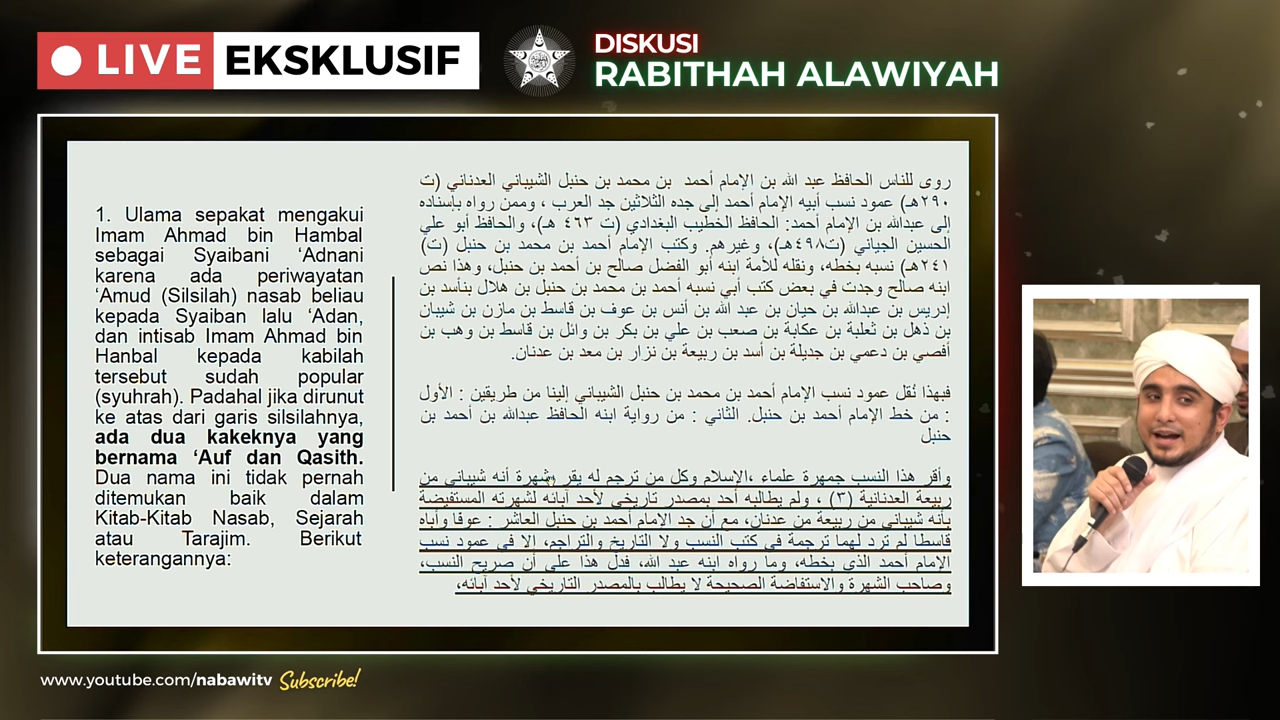 LIVE EKSKLUSIF
DISKUSI
RABITHAH ALAWIYAH
1. Ulama sepakat mengakui
Imam Ahmad bin Hambal
sebagai Syaibani ‘Adnani
karena ada periwayatan
‘Amud (Silsilah) nasab beliau
kepada Syaiban lalu ‘Adan,
dan intisab Imam Ahmad bin
Hanbal kepada kabilah
tersebut sudah popular
(syuhrah). Padahal jika dirunut
ke atas dari garis silsilahnya,
ada dua kakeknya yang
bernama ‘Auf dan Qasith.
Dua nama ini tidak pernah
ditemukan baik dalam
Kitab-Kitab Nasab, Sejarah
atau Tarajim. Berikut
keterangannya:
روى للناس الحافظ عبد الله بن الإمام أحمد بن محمد بن حنبل الشيباني العدناني (ت
٢٩٠هـ) عمود نسب أبيه الإمام أحمد إلى جده الثلاثين جد العرب ، وممن رواه بإسناده
إلى عبدالله بن الإمام أحمد: الحافظ الخطيب البغدادي (ت ٤٦٣ هـ)، والحافظ أبو علي
الحسين الجياني (ت٤٩٨هـ)، وغيرهم. وكتب الإمام أحمد بن محمد بن حنبل (ت)
٢٤١هـ) نسبه بخطه، ونقله للأمة ابنه أبو الفضل صالح بن أحمد بن حنبل، وهذا نص
ابنه صالح وجدت في بعض كتب أبي نسبه أحمد بن محمد بن حنبل بن هلال بنأسد بن
إدريس بن عبدالله بن حيان بن عبد الله بن أنس بن عوف بن قاسط بن مازن بن شيبان
بن ذهل بن ثعلبة بن عكابة بن صعب بن علي بن بكر بن وائل بن قاسط بن وهب بن
أفصي بن دعمي بن جديلة بن أسد بن ربيعة بن نزار بن معد بن عدنان.
فبهذا نُقل عمود نسب الإمام أحمد بن محمد بن حنبل الشيباني إلينا من طريقين : الأول
: من خط الإمام أحمد بن حنبل. الثاني : من رواية ابنه الحافظ عبدالله بن أحمد بن
حنبل
وأقر هذا النسب جمهرة علماء ،الإسلام وكل من ترجم له يقر بشهرة أنه شيباني من
ربيعة العدنانية (٣) ، ولم يطالبه أحد بمصدر تاريخي لأحد آبائه لشهرته المستفيضة
بأنه شيباني من ربيعة من عدنان، مع أن جد الامام أحمد بن حنبل العاشر : عوفا وأباه
قاسطا لم ترد لهما ترجمة في كتب النسب ولا التاريخ والتراجم، إلا في عمود نسب
الإمام أحمد الذي بخطه، وما رواه ابنه عبد الله، فدل هذا على أن صريح النسب،
وصاحب الشهرة والاستفاضة الصحيحة لا يطالب بالمصدر التاريخي لأحد آبائه،
www.youtube.com/nabawitv Subscribe!